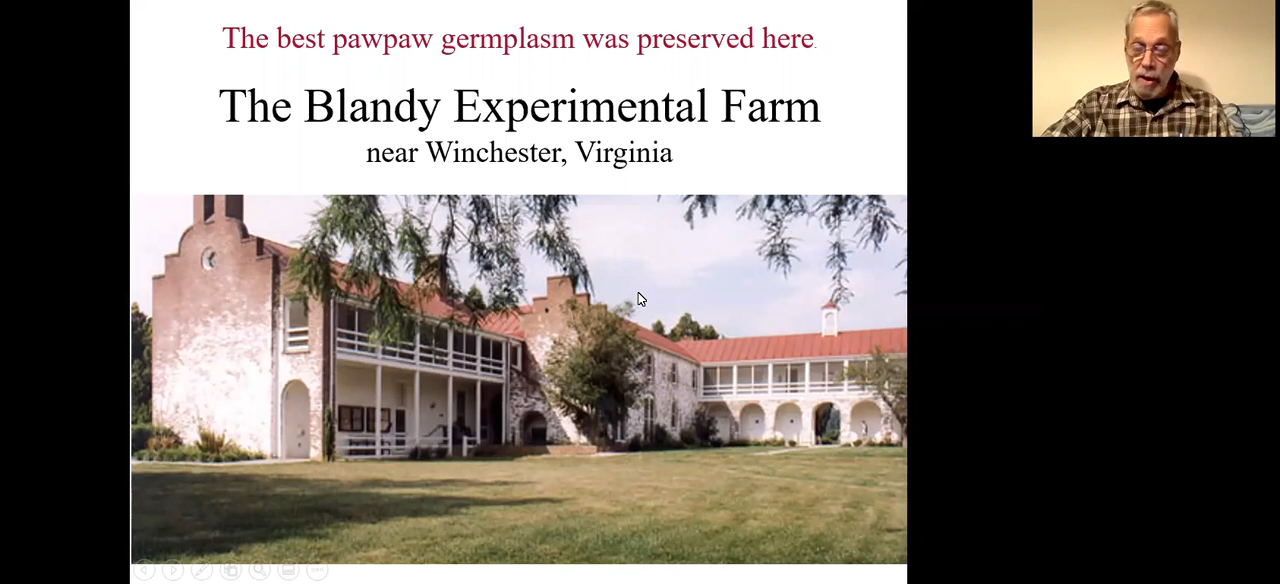 The best pawpaw germplasm was preserved here.
The Blandy Experimental Farm
near Winchester, Virginia